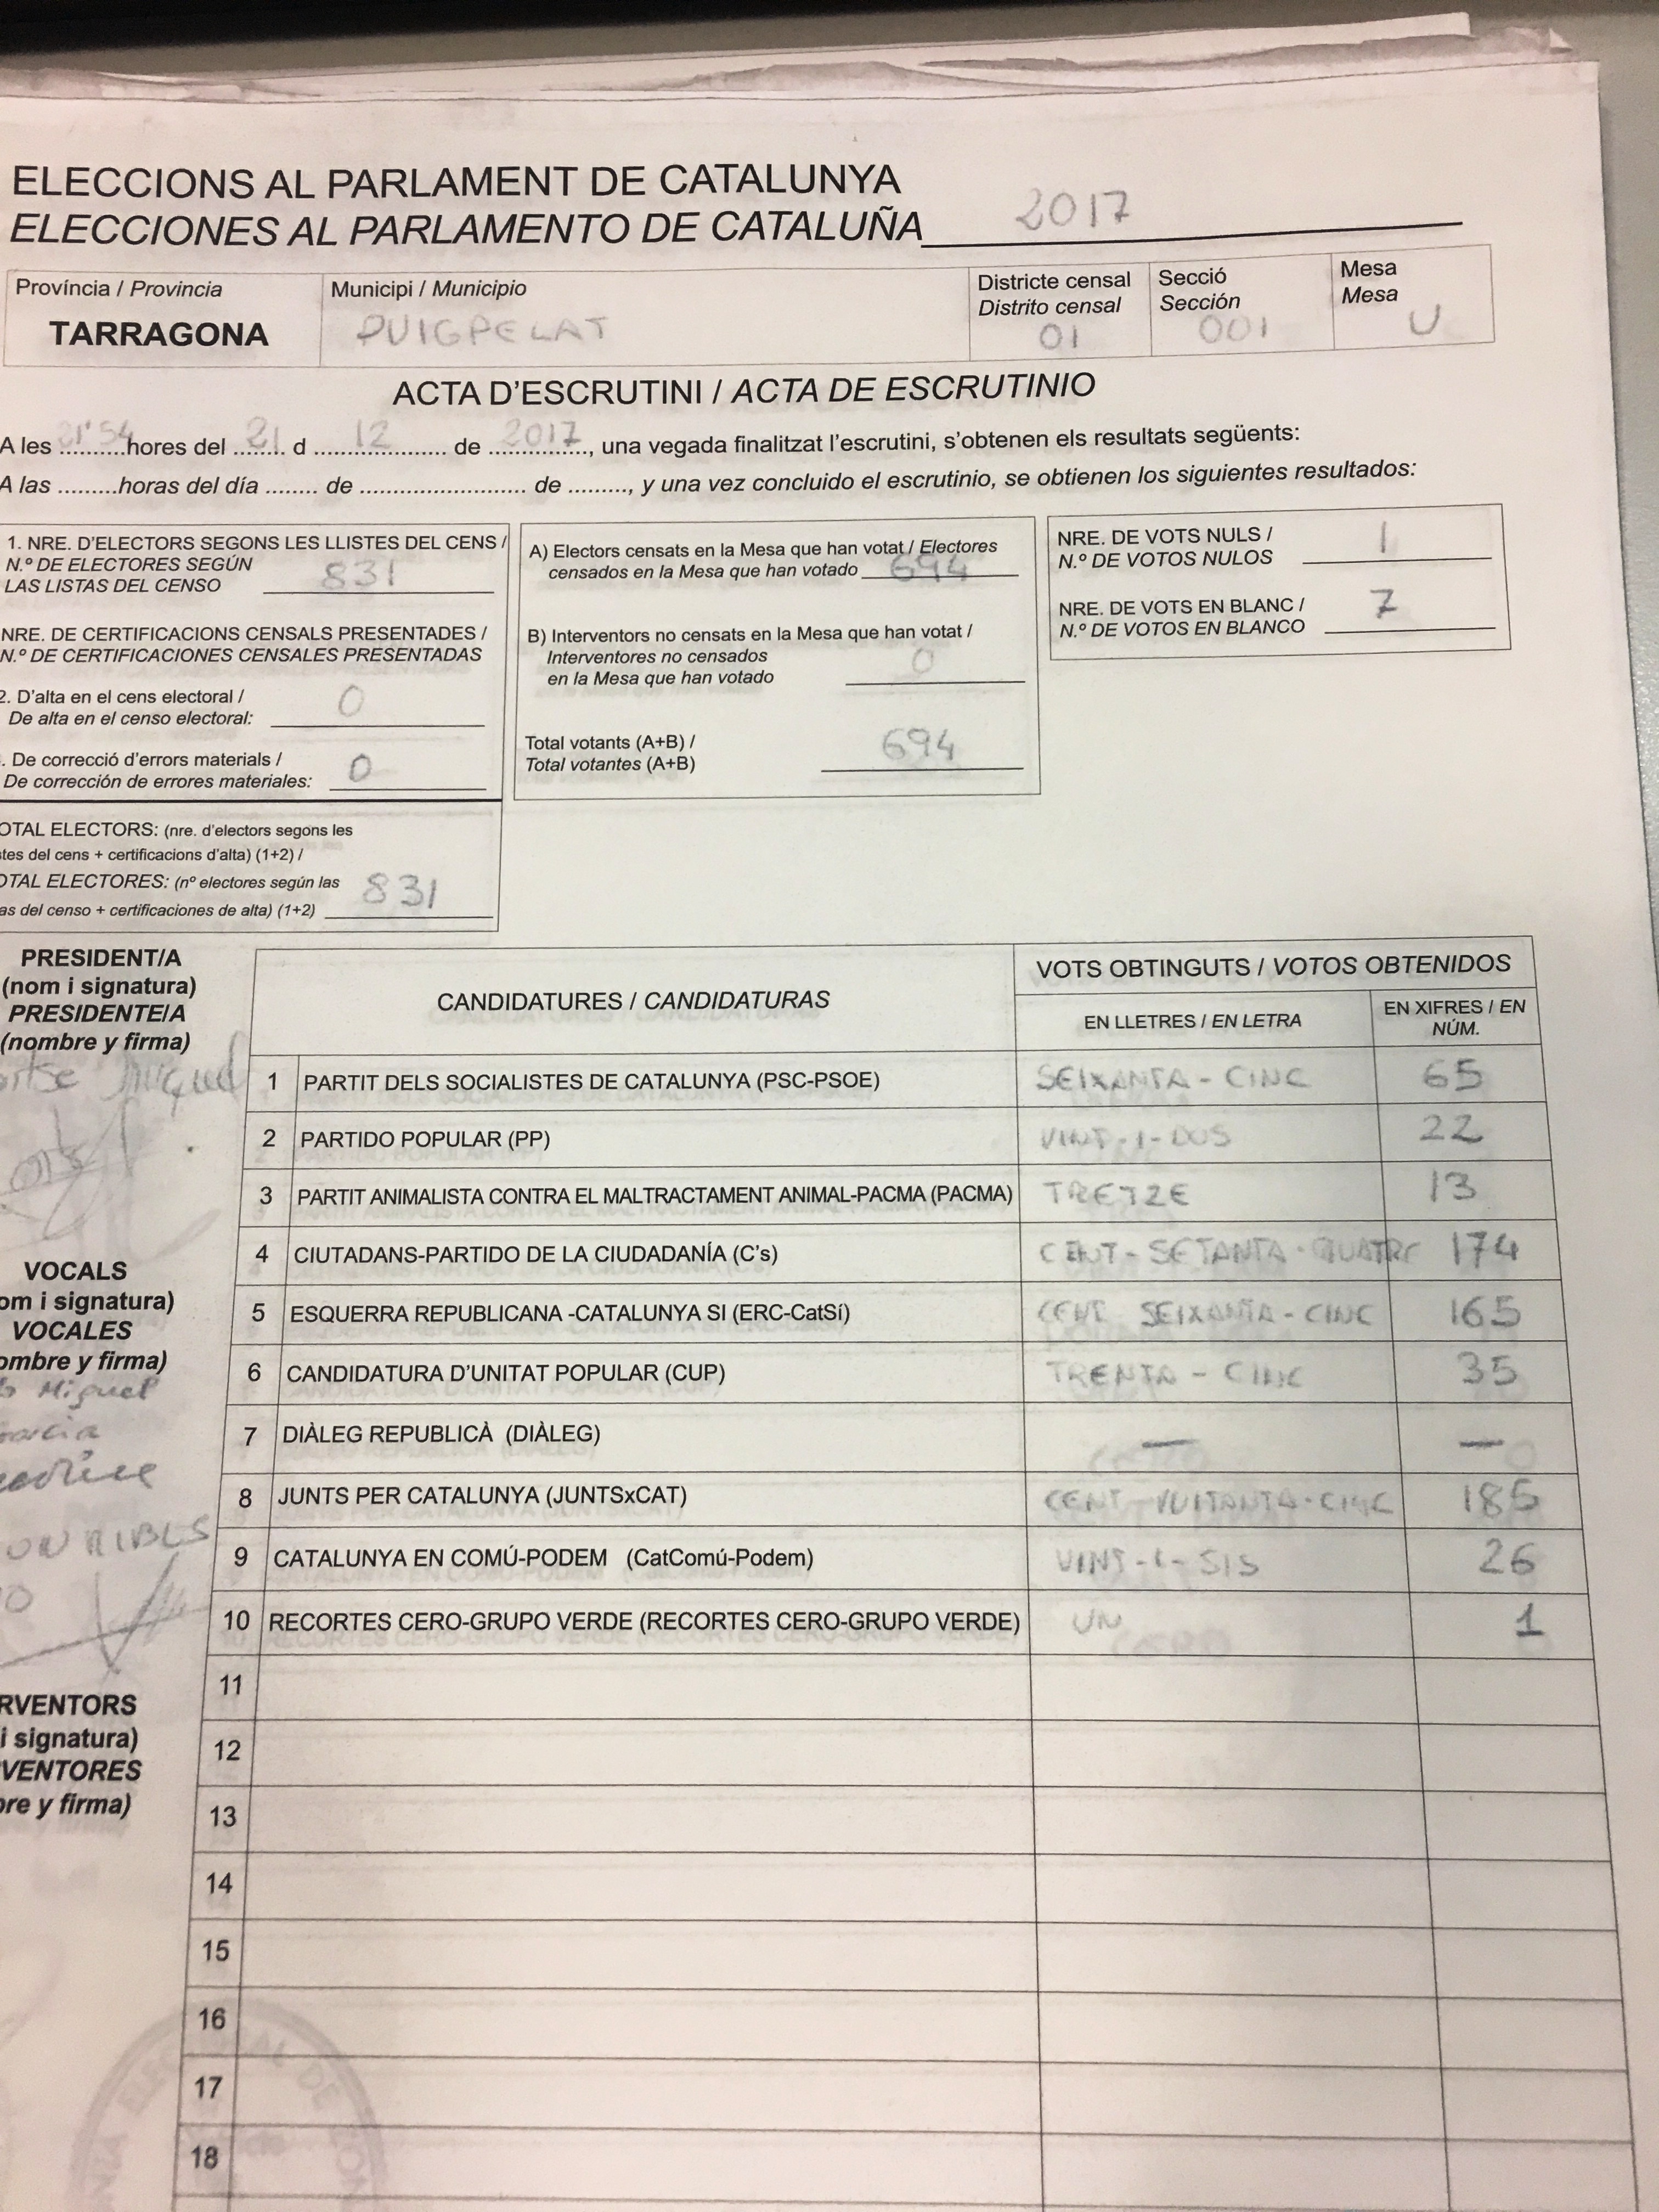 ELECCIONS AL PARLAMENT DE CATALUNYA
ELECCIONES AL PARLAMENTO DE CATALUÑA 2017
Província / Provincia
TARRAGONA
Municipi / Municipio
PUIGPELAT
Districte censal
Distrito censal
01
Secció
Sección
001
Mesa
Mesa
U
ACTA D'ESCRUTINI / ACTA DE ESCRUTINIO
A les 21'54 hores del 21 d 12 de 2017, una vegada finalitzat l'escrutini, s'obtenen els resultats següents:
A las .........horas del día ........ de ........................ de ........., y una vez concluido el escrutinio, se obtienen los siguientes resultados:
1. NRE. D'ELECTORS SEGONS LES LLISTES DEL CENS /
N.º DE ELECTORES SEGÚN
LAS LISTAS DEL CENSO 831
NRE. DE CERTIFICACIONS CENSALS PRESENTADES /
N.º DE CERTIFICACIONES CENSALES PRESENTADAS
2. D'alta en el cens electoral /
De alta en el censo electoral: 0
. De correcció d'errors materials /
De corrección de errores materiales: 0
OTAL ELECTORS: (nre. d'electors segons les
tes del cens + certificacions d'alta) (1+2) /
OTAL ELECTORES: (nº electores según las
as del censo + certificaciones de alta) (1+2) 831
A) Electors censats en la Mesa que han votat / Electores
censados en la Mesa que han votado 694
B) Interventors no censats en la Mesa que han votat /
Interventores no censados
en la Mesa que han votado 0
Total votants (A+B) /
Total votantes (A+B) 694
NRE. DE VOTS NULS /
N.º DE VOTOS NULOS 1
NRE. DE VOTS EN BLANC /
N.º DE VOTOS EN BLANCO 7
PRESIDENT/A
(nom i signatura)
PRESIDENTE/A
(nombre y firma)
VOCALS
om i signatura)
VOCALES
ombre y firma)
Miguel
RVENTORS
i signatura)
VENTORES
bre y firma)
CANDIDATURES / CANDIDATURAS
VOTS OBTINGUTS / VOTOS OBTENIDOS
EN LLETRES / EN LETRA
EN XIFRES / EN
NÚM.
1 PARTIT DELS SOCIALISTES DE CATALUNYA (PSC-PSOE) SEIXANTA - CINC 65
2 PARTIDO POPULAR (PP) VINT-I-DOS 22
3 PARTIT ANIMALISTA CONTRA EL MALTRACTAMENT ANIMAL-PACMA (PACMA) TRETZE 13
4 CIUTADANS-PARTIDO DE LA CIUDADANÍA (C's) CENT - SETANTA - QUATRE 174
5 ESQUERRA REPUBLICANA -CATALUNYA SI (ERC-CatSí) CENT SEIXANTA - CINC 165
6 CANDIDATURA D'UNITAT POPULAR (CUP) TRENTA - CINC 35
7 DIÀLEG REPUBLICÀ (DIÀLEG) — —
8 JUNTS PER CATALUNYA (JUNTSxCAT) CENT - VUITANTA - CINC 185
9 CATALUNYA EN COMÚ-PODEM (CatComú-Podem) VINT-I-SIS 26
10 RECORTES CERO-GRUPO VERDE (RECORTES CERO-GRUPO VERDE) UN 1
11
12
13
14
15
16
17
18